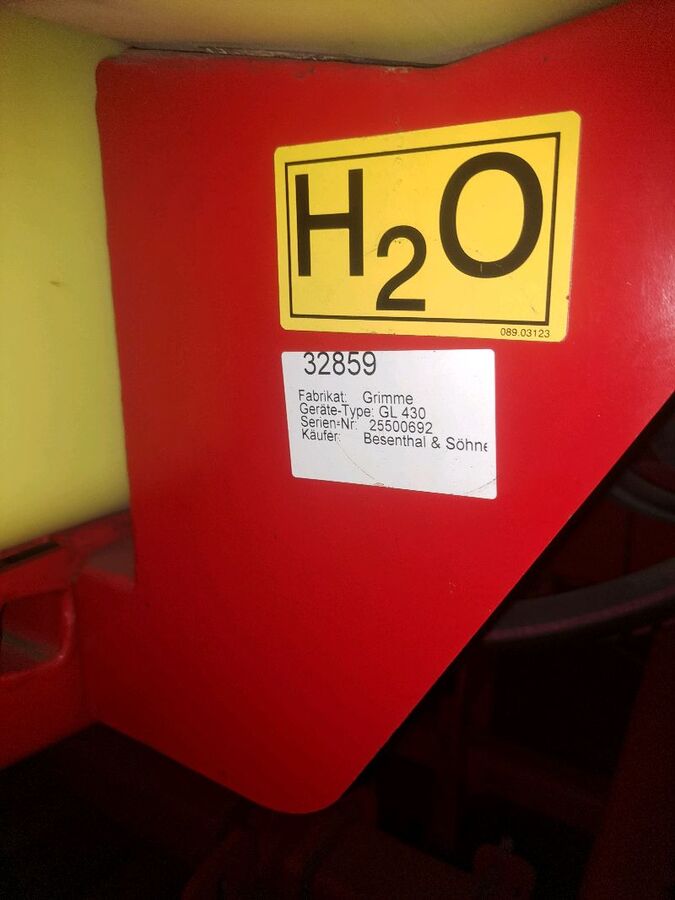 H2O
089.03123
32859
Fabrikat: Grimme
Geräte-Type: GL 430
Serien-Nr: 25500692
Käufer: Besenthal & Söhne